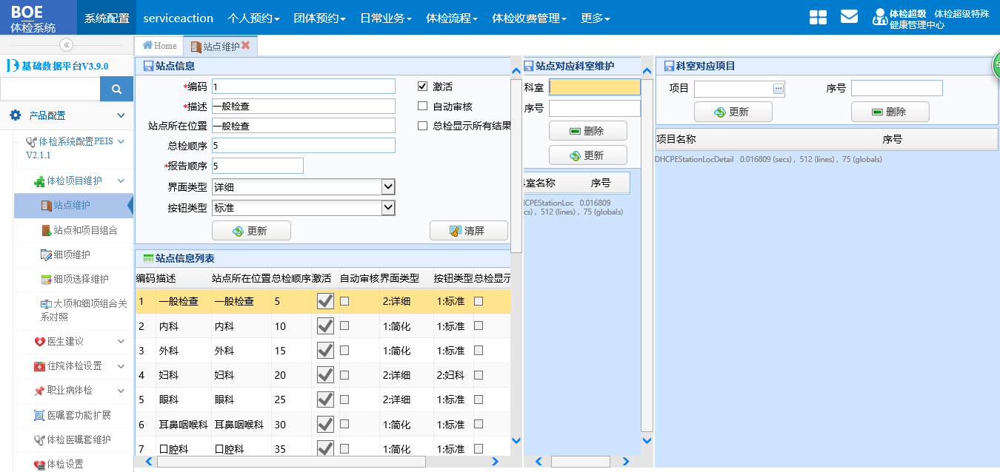 BOE
体检系统
系统配置
serviceaction
个人预约
团体预约
日常业务
体检流程
体检收费管理
更多
体检超级 体检超级特殊
健康管理中心
基础数据平台V3.9.0
产品配置
体检系统配置PEIS
V2.1.1
体检项目维护
站点维护
站点和项目组合
细项维护
细项选择维护
大项和细项组合关
系对照
医生建议
住院体检设置
职业病体检
医嘱套功能扩展
体检医嘱套维护
体检设置
Home
站点维护
站点信息
*编码 1
激活
*描述 一般检查
自动审核
站点所在位置 一般检查
总检显示所有结果
总检顺序 5
*报告顺序 5
界面类型 详细
按钮类型 标准
更新
清屏
站点信息列表
编码 描述 站点所在位置 总检顺序 激活 自动审核 界面类型 按钮类型 总检显示
1 一般检查 一般检查 5 2:详细 1:标准
2 内科 内科 10 1:简化 1:标准
3 外科 外科 15 1:简化 1:标准
4 妇科 妇科 20 2:详细 2:妇科
5 眼科 眼科 25 2:详细 1:标准
6 耳鼻咽喉科 耳鼻咽喉科 30 1:简化 1:标准
7 口腔科 口腔科 35 1:简化 1:标准
站点对应科室维护
科室
序号
删除
更新
室名称 序号
HCPEStationLoc 0.016809
cs), 512 (lines), 75 (globals)
科室对应项目
项目
序号
更新
删除
项目名称 序号
DHCPEStationLocDetail 0.016809 (secs), 512 (lines), 75 (globals)
5